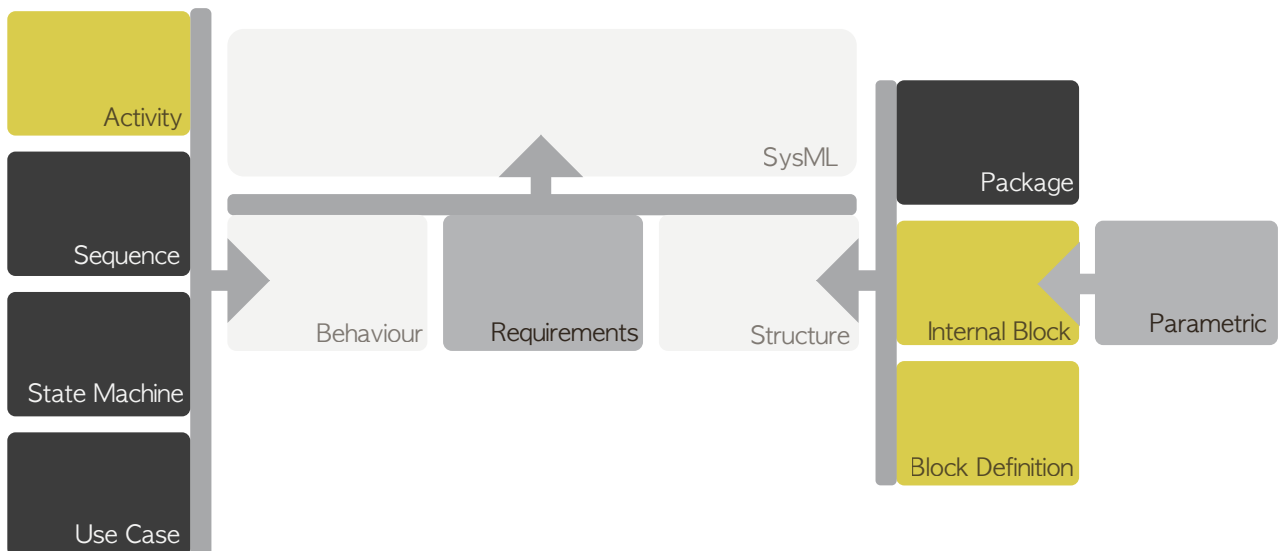 Activity
Sequence
State Machine
Use Case
SysML
Behaviour
Requirements
Structure
Package
Internal Block
Block Definition
Parametric